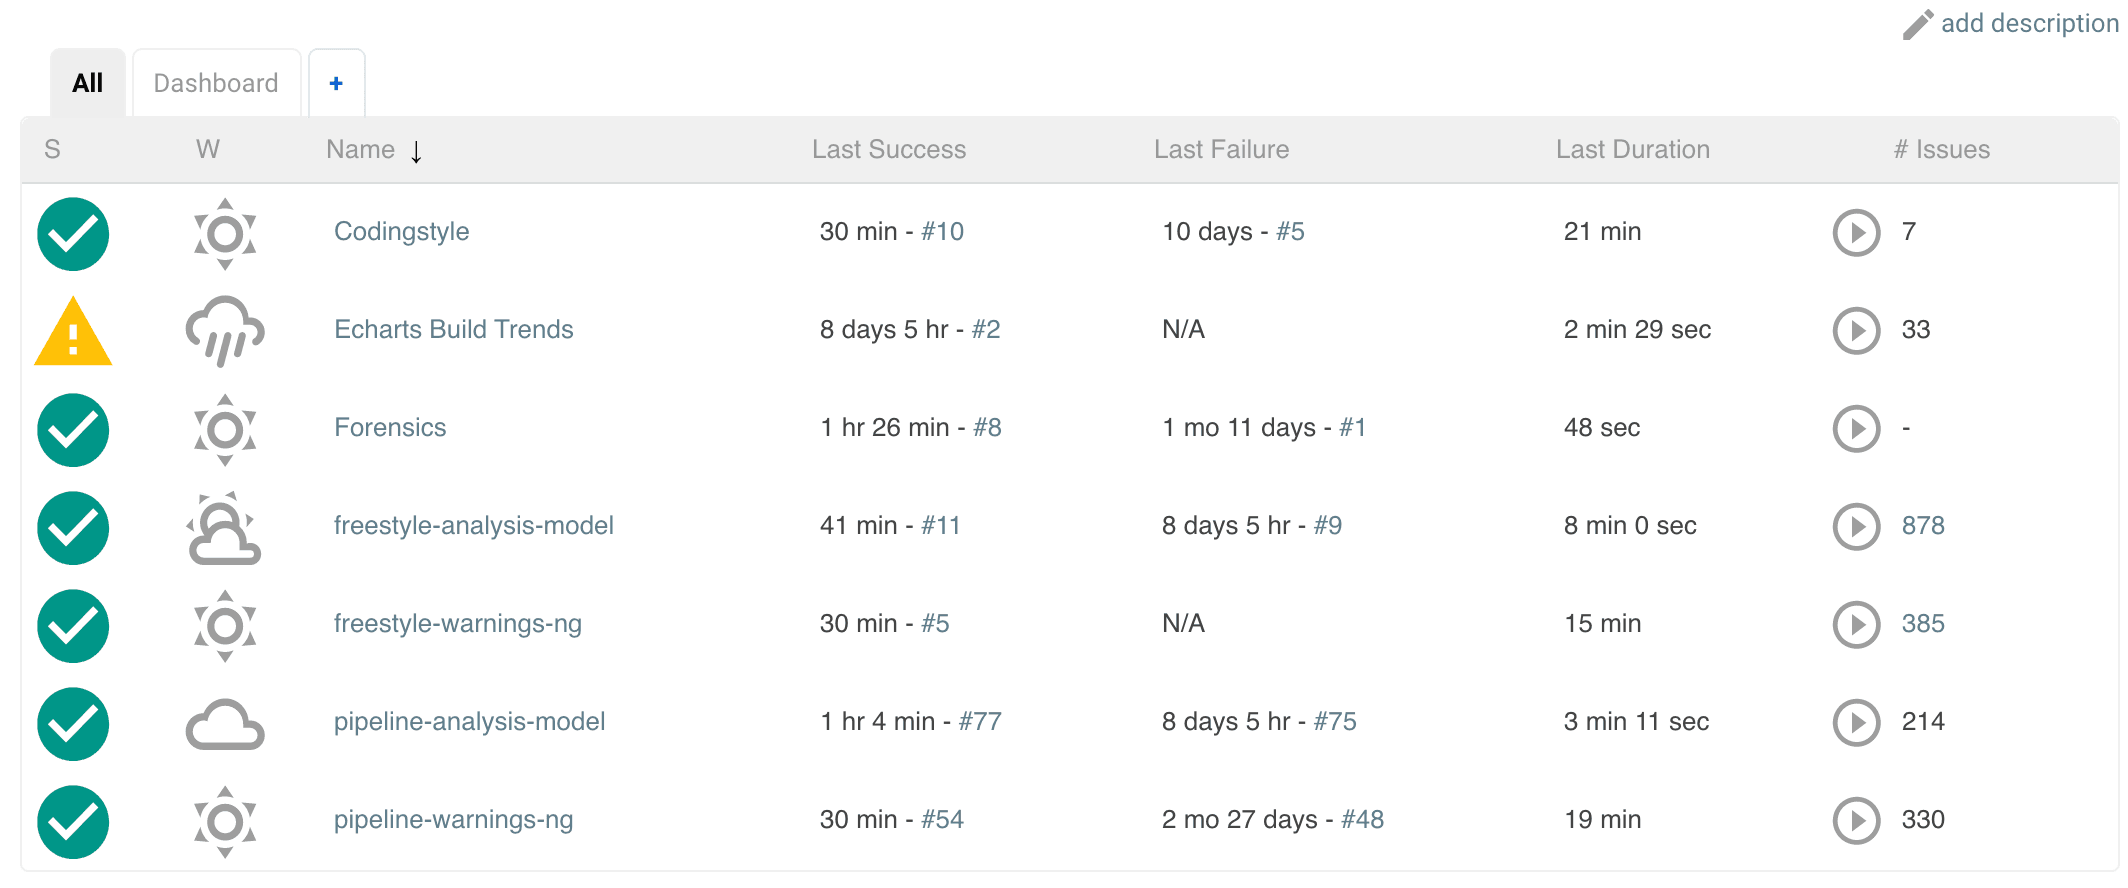 add description
All Dashboard +
S W Name ↓ Last Success Last Failure Last Duration # Issues
Codingstyle 30 min - #10 10 days - #5 21 min 7
Echarts Build Trends 8 days 5 hr - #2 N/A 2 min 29 sec 33
Forensics 1 hr 26 min - #8 1 mo 11 days - #1 48 sec -
freestyle-analysis-model 41 min - #11 8 days 5 hr - #9 8 min 0 sec 878
freestyle-warnings-ng 30 min - #5 N/A 15 min 385
pipeline-analysis-model 1 hr 4 min - #77 8 days 5 hr - #75 3 min 11 sec 214
pipeline-warnings-ng 30 min - #54 2 mo 27 days - #48 19 min 330